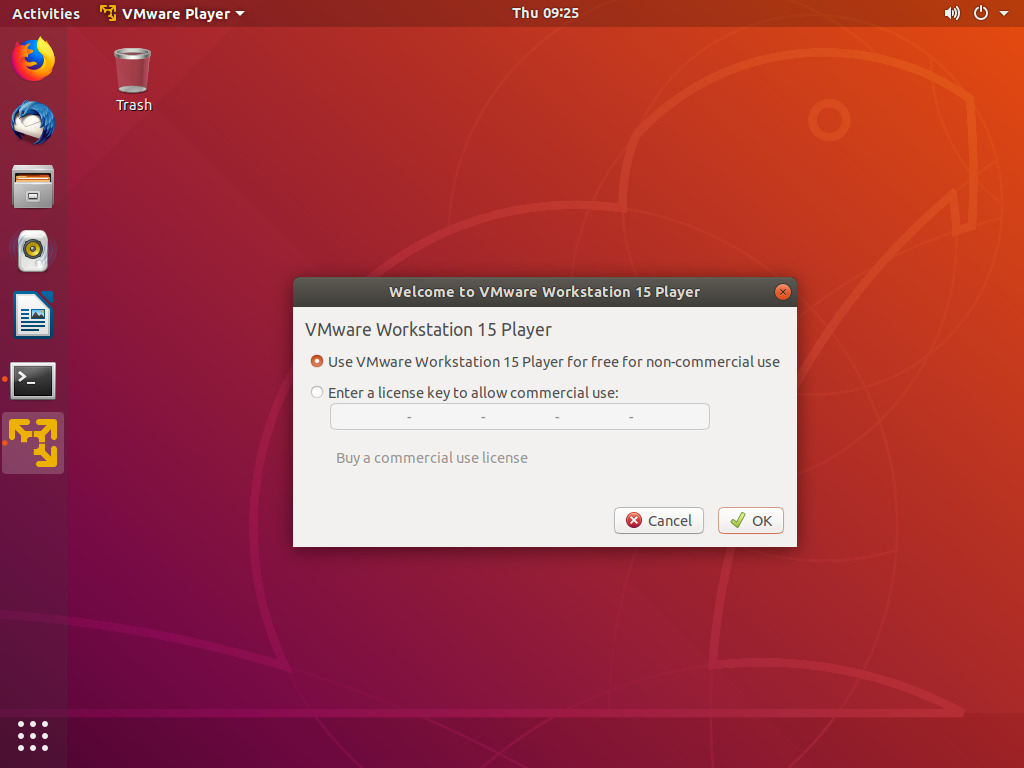 Activities VMware Player Thu 09:25
Trash
Welcome to VMware Workstation 15 Player
VMware Workstation 15 Player
Use VMware Workstation 15 Player for free for non-commercial use
Enter a license key to allow commercial use:
- - - -
Buy a commercial use license
Cancel OK